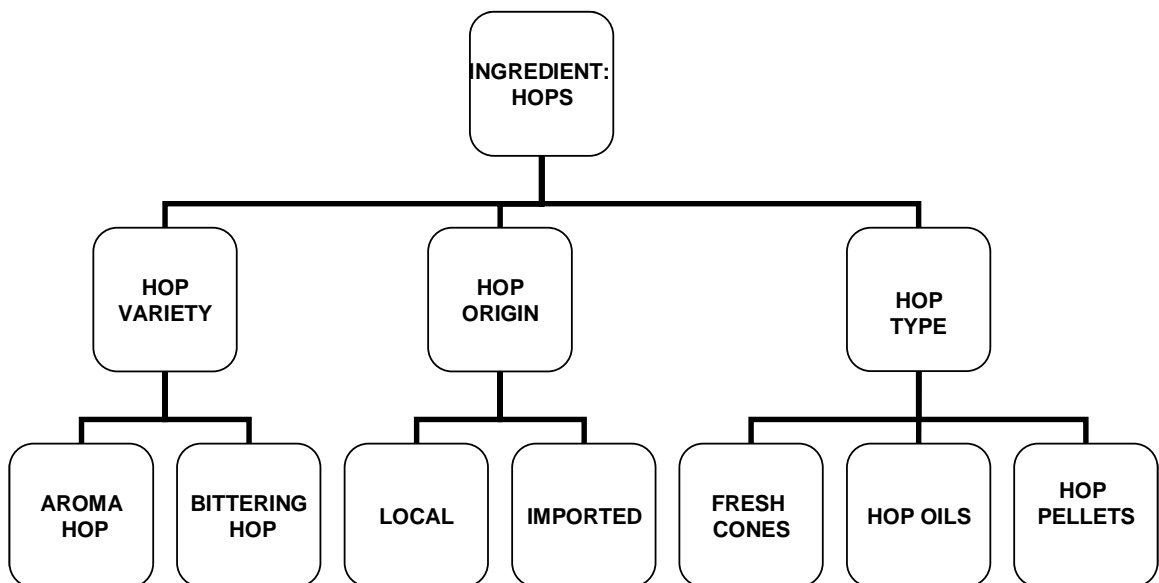 INGREDIENT:
HOPS
HOP
VARIETY
HOP
ORIGIN
HOP
TYPE
AROMA
HOP
BITTERING
HOP
LOCAL
IMPORTED
FRESH
CONES
HOP OILS
HOP
PELLETS